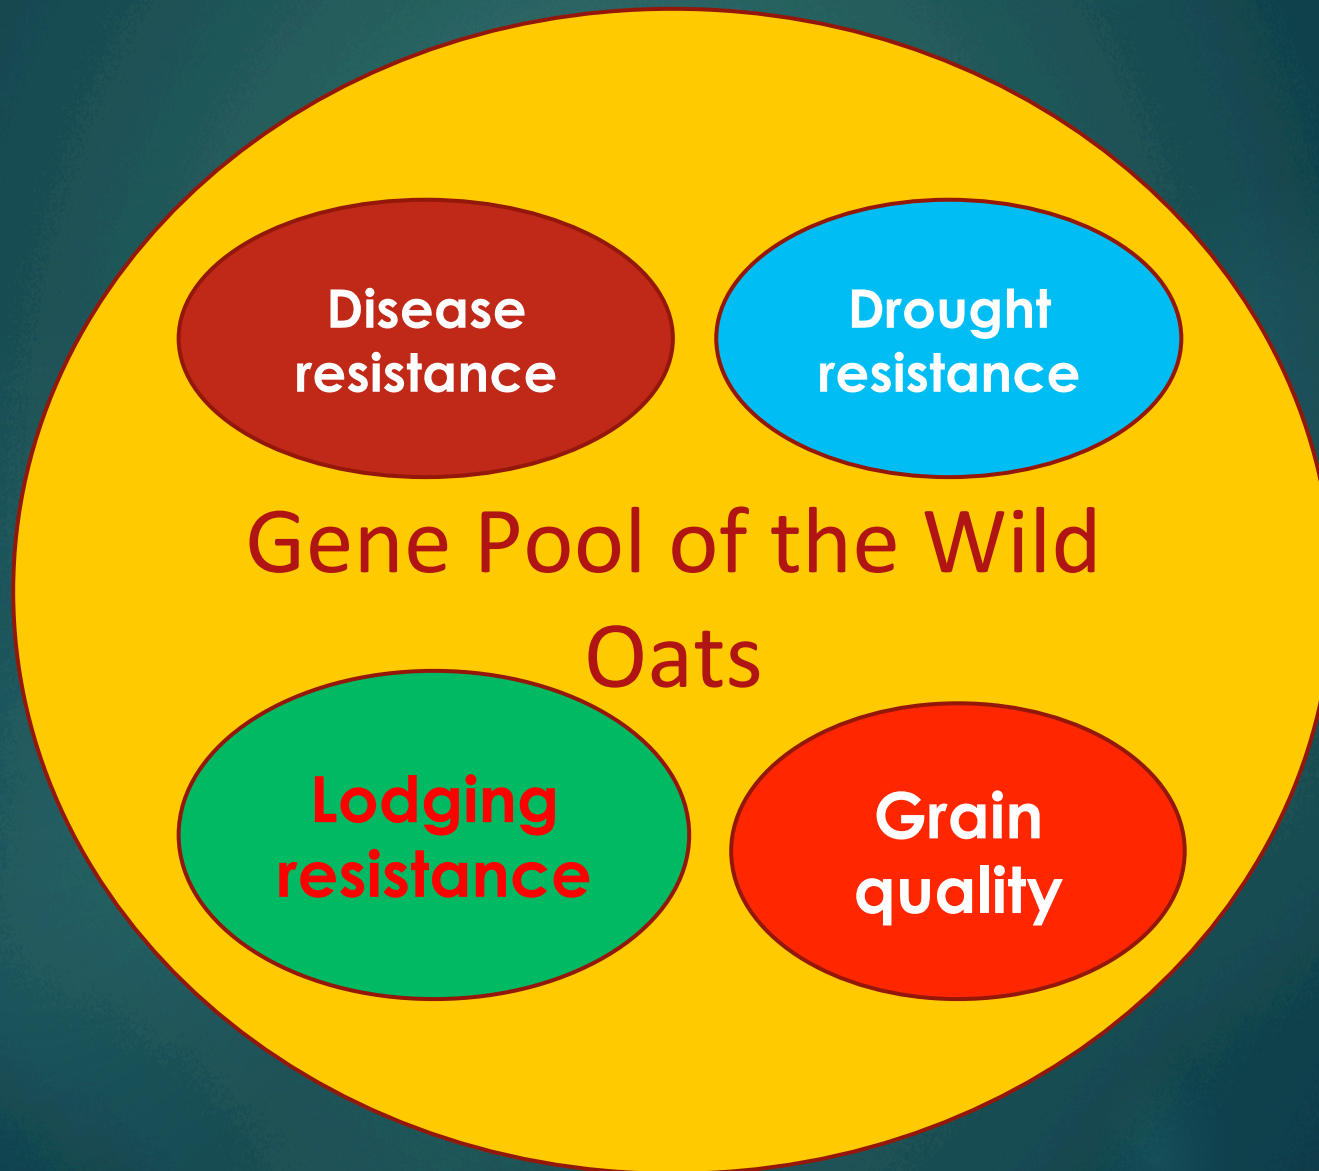 Disease
resistance
Drought
resistance
Gene Pool of the Wild
Oats
Lodging
resistance
Grain
quality